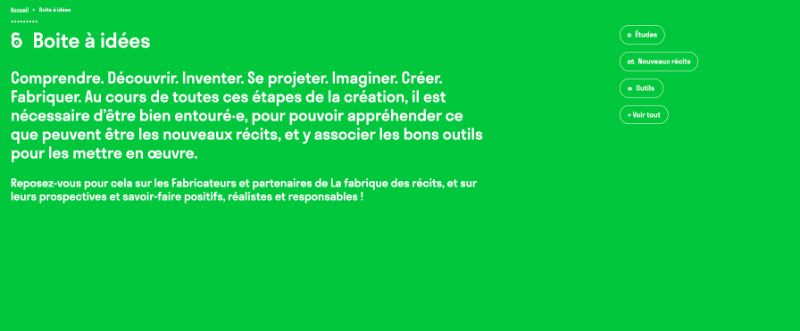 Accueil > Boite à idées
6 Boite à idées
Comprendre. Découvrir. Inventer. Se projeter. Imaginer. Créer.
Fabriquer. Au cours de toutes ces étapes de la création, il est
nécessaire d'être bien entouré·e, pour pouvoir appréhender ce
que peuvent être les nouveaux récits, et y associer les bons outils
pour les mettre en œuvre.
Reposez-vous pour cela sur les Fabricateurs et partenaires de La fabrique des récits, et sur
leurs prospectives et savoir-faire positifs, réalistes et responsables !
Études
Nouveaux récits
Outils
Voir tout